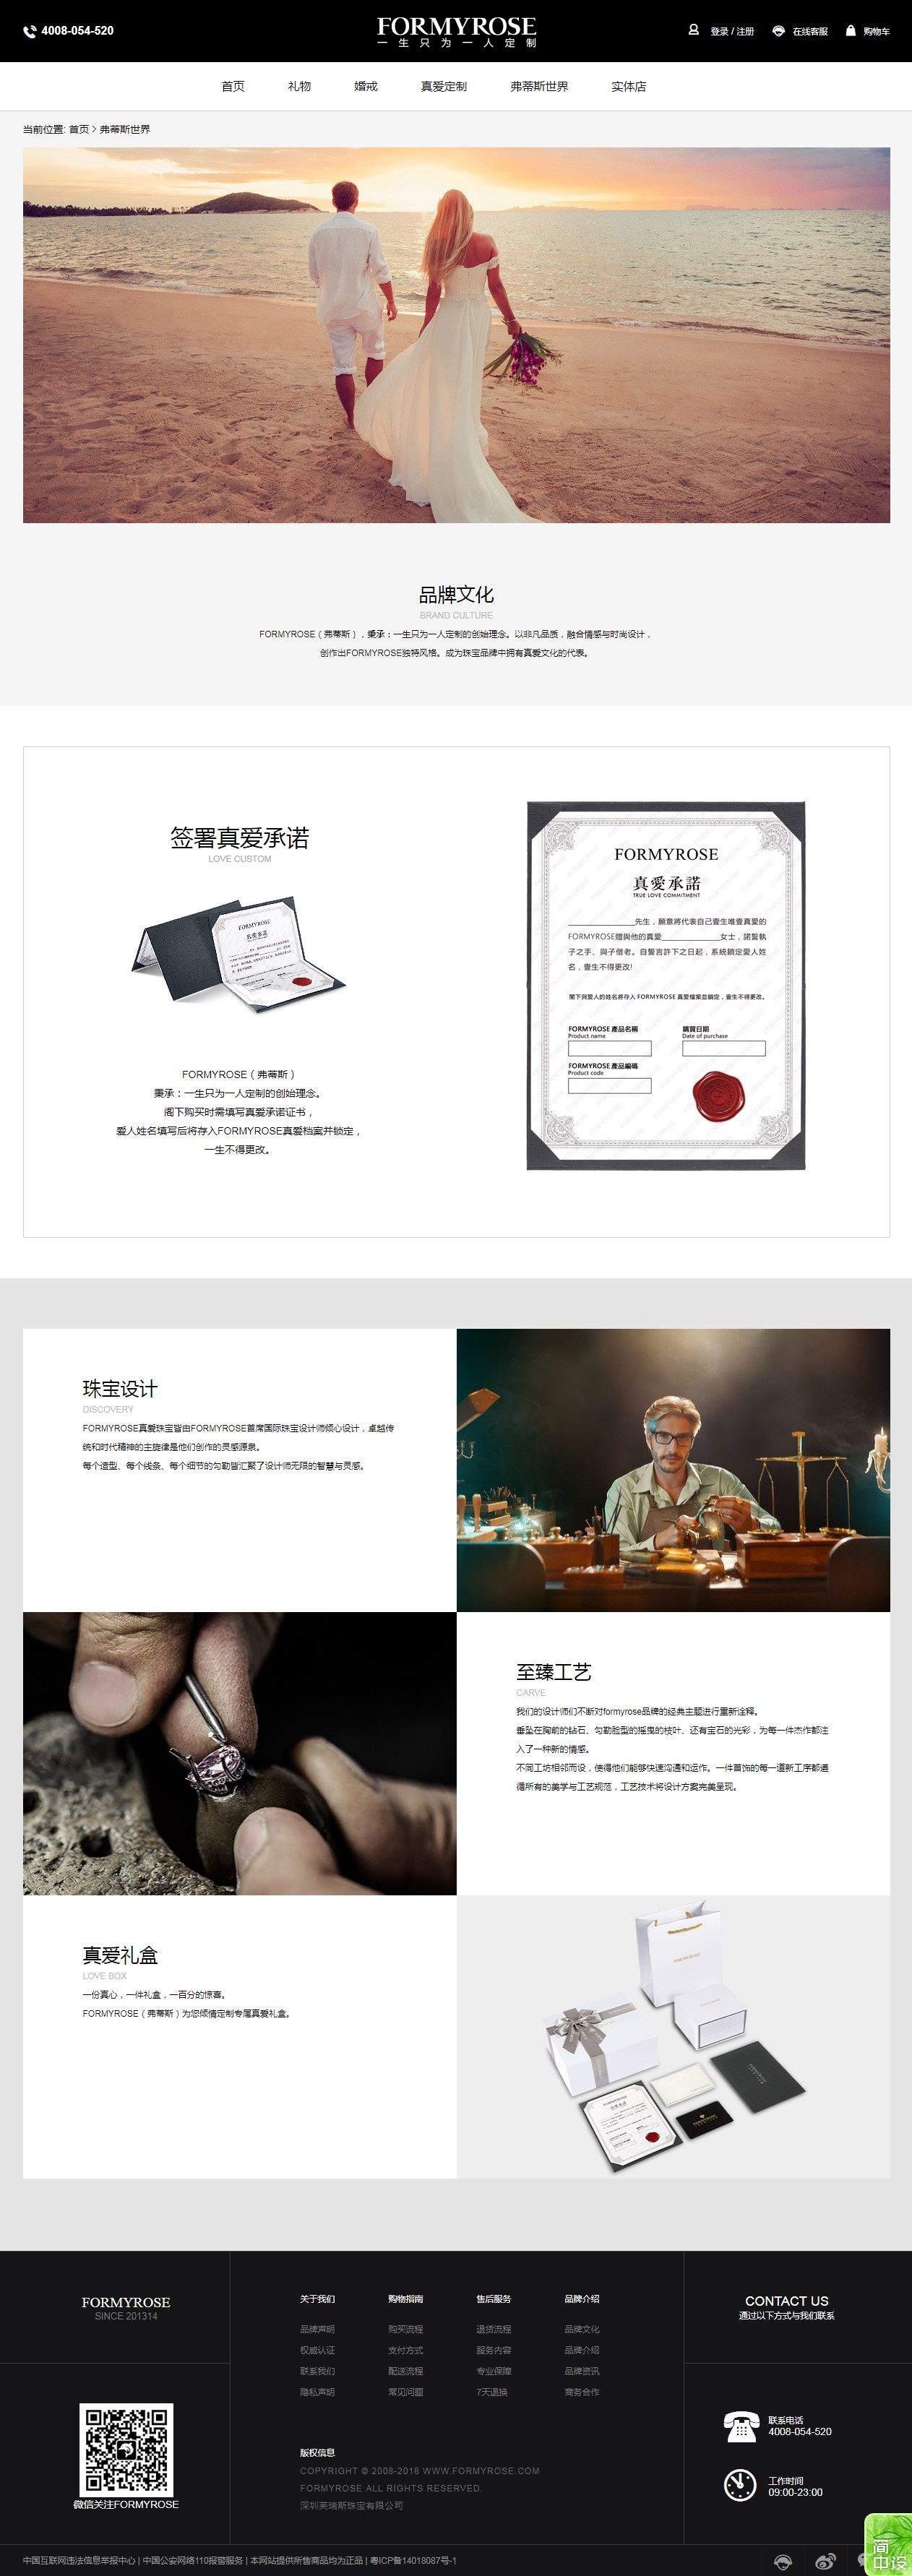 4008-054-520
FORMYROSE
一生只为一人定制
登录 / 注册
在线客服
购物车
首页 礼物 婚戒 真爱定制 弗蒂斯世界 实体店
当前位置: 首页 > 弗蒂斯世界
品牌文化
BRAND CULTURE
FORMYROSE（弗蒂斯），秉承：一生只为一人定制的创始理念。以非凡品质，融合情感与时尚设计，
创作出FORMYROSE独特风格。成为珠宝品牌中拥有真爱文化的代表。
签署真爱承诺
LOVE CUSTOM
FORMYROSE（弗蒂斯）
秉承：一生只为一人定制的创始理念。
阁下购买时需填写真爱承诺证书，
爱人姓名填写后将存入FORMYROSE真爱档案并锁定，
一生不得更改。
FORMYROSE
真愛承諾
TRUE LOVE COMMITMENT
先生，願意將代表自己壹生唯壹真愛的
FORMYROSE贈與他的真愛 女士，諾誓執
子之手、與子偕老。自誓言許下之日起，系統鎖定愛人姓
名，壹生不得更改!
閣下與愛人的姓名將存入 FORMYROSE 真愛檔案並鎖定，壹生不得更改。
FORMYROSE 產品名稱 購買日期
Product name Date of purchase
FORMYROSE 產品編碼
Product code
珠宝设计
DISCOVERY
FORMYROSE真爱珠宝皆由FORMYROSE首席国际珠宝设计师倾心设计，卓越传
统和时代精神的主旋律是他们创作的灵感源泉。
每个造型、每个线条、每个细节的勾勒皆汇聚了设计师无限的智慧与灵感。
至臻工艺
CARVE
我们的设计师们不断对formyrose品牌的经典主题进行重新诠释。
垂坠在胸前的钻石、勾勒脸型的摇曳的枝叶、还有宝石的光彩，为每一件杰作都注
入了一种新的情感。
不同工坊相邻而设，使得他们能够快速沟通和运作。一件首饰的每一道新工序都遵
循所有的美学与工艺规范，工艺技术将设计方案完美呈现。
真爱礼盒
LOVE BOX
一份真心，一件礼盒，一百分的惊喜。
FORMYROSE（弗蒂斯）为您倾情定制专属真爱礼盒。
FORMYROSE
SINCE 201314
微信关注FORMYROSE
关于我们 购物指南 售后服务 品牌介绍
品牌声明 购买流程 退货流程 品牌文化
权威认证 支付方式 服务内容 品牌介绍
联系我们 配送流程 专业保障 品牌资讯
隐私声明 常见问题 7天退换 商务合作
版权信息
COPYRIGHT © 2008-2018 WWW.FORMYROSE.COM
FORMYROSE ALL RIGHTS RESERVED.
深圳芙瑞斯珠宝有限公司
CONTACT US
通过以下方式与我们联系
联系电话
4008-054-520
工作时间
09:00-23:00
中国互联网违法信息举报中心 | 中国公安网络110报警服务 | 本网站提供所售商品均为正品 | 粤ICP备14018087号-1
简
中